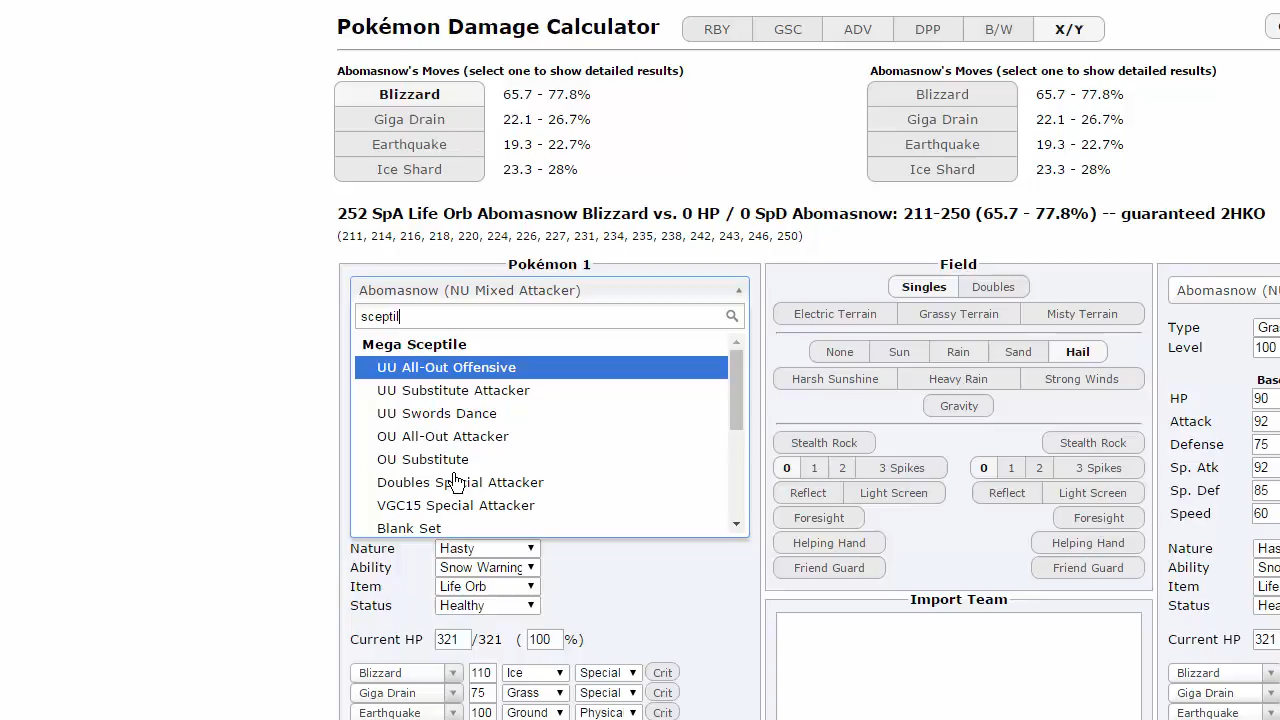 Pokémon Damage Calculator
RBY GSC ADV DPP B/W X/Y
Abomasnow's Moves (select one to show detailed results)
Blizzard 65.7 - 77.8%
Giga Drain 22.1 - 26.7%
Earthquake 19.3 - 22.7%
Ice Shard 23.3 - 28%
Abomasnow's Moves (select one to show detailed results)
Blizzard 65.7 - 77.8%
Giga Drain 22.1 - 26.7%
Earthquake 19.3 - 22.7%
Ice Shard 23.3 - 28%
252 SpA Life Orb Abomasnow Blizzard vs. 0 HP / 0 SpD Abomasnow: 211-250 (65.7 - 77.8%) -- guaranteed 2HKO
(211, 214, 216, 218, 220, 224, 226, 227, 231, 234, 235, 238, 242, 243, 246, 250)
Pokémon 1
Abomasnow (NU Mixed Attacker)
sceptil
Mega Sceptile
UU All-Out Offensive
UU Substitute Attacker
UU Swords Dance
OU All-Out Attacker
OU Substitute
Doubles Special Attacker
VGC15 Special Attacker
Blank Set
Nature Hasty
Ability Snow Warning
Item Life Orb
Status Healthy
Current HP 321 /321 ( 100 %)
Blizzard 110 Ice Special Crit
Giga Drain 75 Grass Special Crit
Earthquake 100 Ground Physica Crit
Field
Singles Doubles
Electric Terrain Grassy Terrain Misty Terrain
None Sun Rain Sand Hail
Harsh Sunshine Heavy Rain Strong Winds
Gravity
Stealth Rock Stealth Rock
0 1 2 3 Spikes 0 1 2 3 Spikes
Reflect Light Screen Reflect Light Screen
Foresight Foresight
Helping Hand Helping Hand
Friend Guard Friend Guard
Import Team
Abomasnow (NU
Type Gra
Level 100
Bas
HP 90
Attack 92
Defense 75
Sp. Atk 92
Sp. Def 85
Speed 60
Nature Hast
Ability Sno
Item Life
Status Hea
Current HP 321
Blizzard
Giga Drain
Earthquake